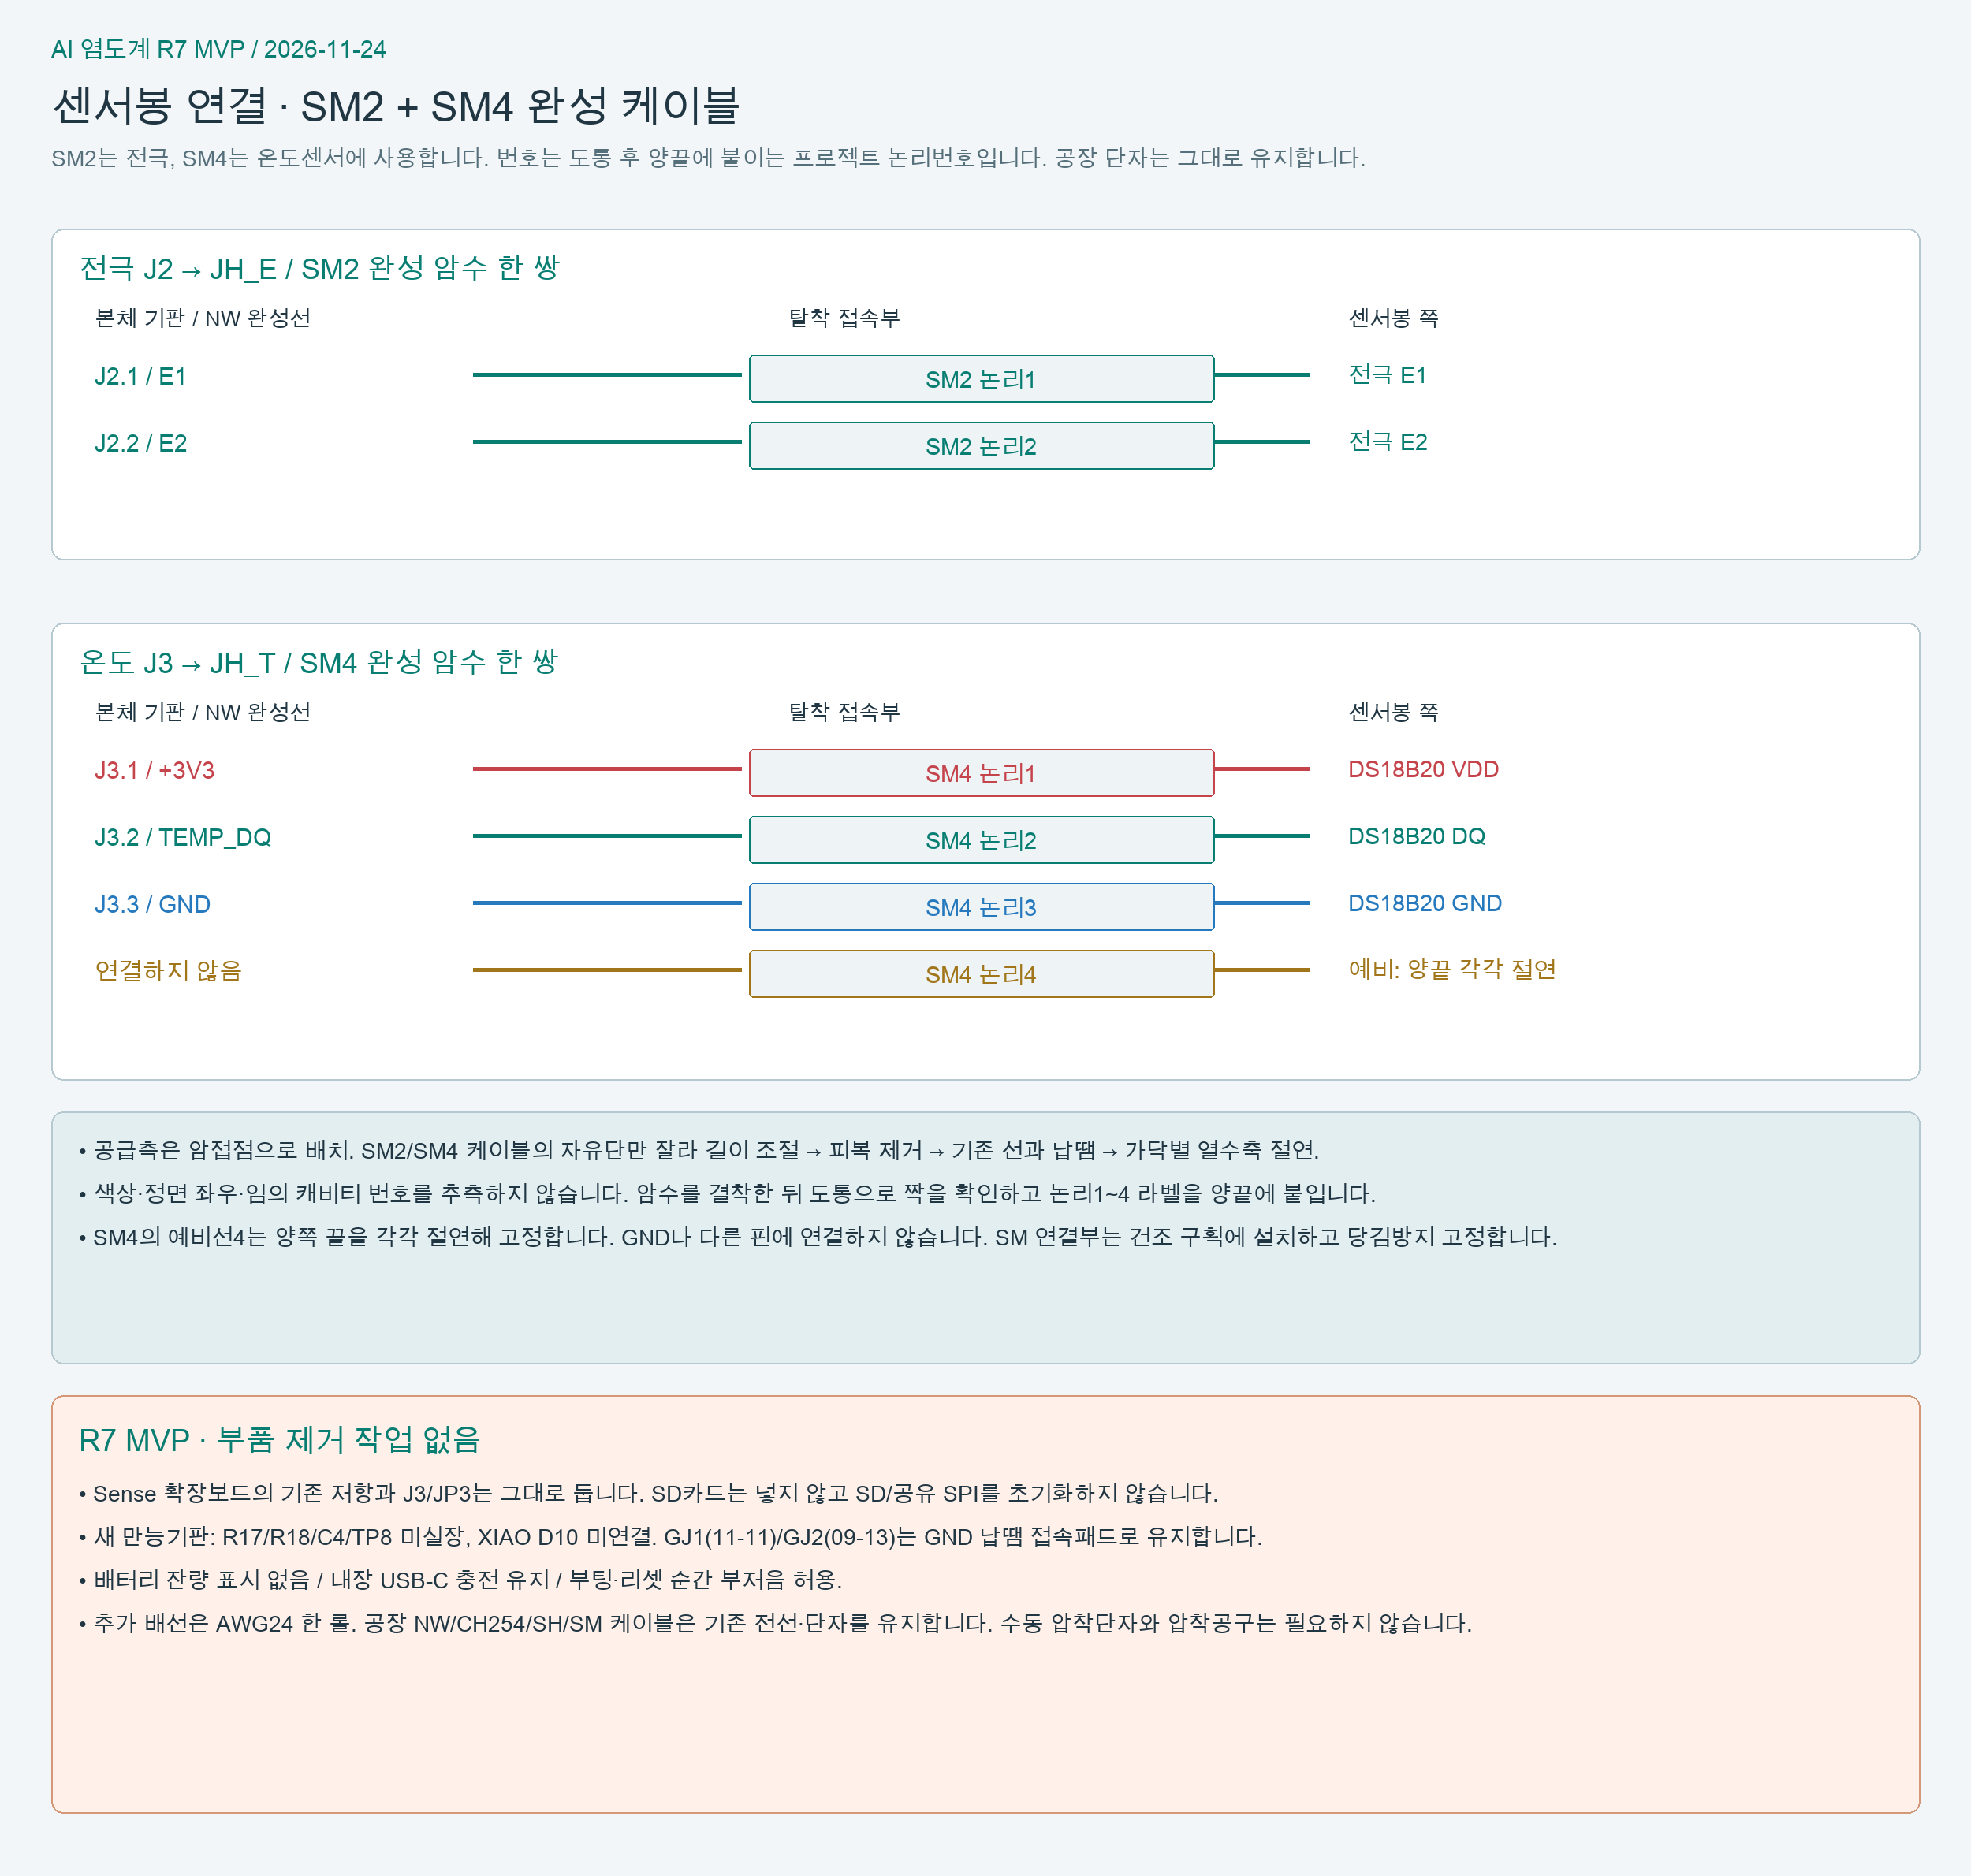 AI 염도계 R7 MVP / 2026-11-24
센서봉 연결 · SM2 + SM4 완성 케이블
SM2는 전극, SM4는 온도센서에 사용합니다. 번호는 도통 후 양끝에 붙이는 프로젝트 논리번호입니다. 공장 단자는 그대로 유지합니다.
전극 J2 → JH_E / SM2 완성 암수 한 쌍
본체 기판 / NW 완성선 탈착 접속부 센서봉 쪽
J2.1 / E1 SM2 논리1 전극 E1
J2.2 / E2 SM2 논리2 전극 E2
온도 J3 → JH_T / SM4 완성 암수 한 쌍
본체 기판 / NW 완성선 탈착 접속부 센서봉 쪽
J3.1 / +3V3 SM4 논리1 DS18B20 VDD
J3.2 / TEMP_DQ SM4 논리2 DS18B20 DQ
J3.3 / GND SM4 논리3 DS18B20 GND
연결하지 않음 SM4 논리4 예비: 양끝 각각 절연
• 공급측은 암접점으로 배치. SM2/SM4 케이블의 자유단만 잘라 길이 조절 → 피복 제거 → 기존 선과 납땜 → 가닥별 열수축 절연.
• 색상·정면 좌우·임의 캐비티 번호를 추측하지 않습니다. 암수를 결착한 뒤 도통으로 짝을 확인하고 논리1~4 라벨을 양끝에 붙입니다.
• SM4의 예비선4는 양쪽 끝을 각각 절연해 고정합니다. GND나 다른 핀에 연결하지 않습니다. SM 연결부는 건조 구획에 설치하고 당김방지 고정합니다.
R7 MVP · 부품 제거 작업 없음
• Sense 확장보드의 기존 저항과 J3/JP3는 그대로 둡니다. SD카드는 넣지 않고 SD/공유 SPI를 초기화하지 않습니다.
• 새 만능기판: R17/R18/C4/TP8 미실장, XIAO D10 미연결. GJ1(11-11)/GJ2(09-13)는 GND 납땜 접속패드로 유지합니다.
• 배터리 잔량 표시 없음 / 내장 USB-C 충전 유지 / 부팅·리셋 순간 부저음 허용.
• 추가 배선은 AWG24 한 롤. 공장 NW/CH254/SH/SM 케이블은 기존 전선·단자를 유지합니다. 수동 압착단자와 압착공구는 필요하지 않습니다.